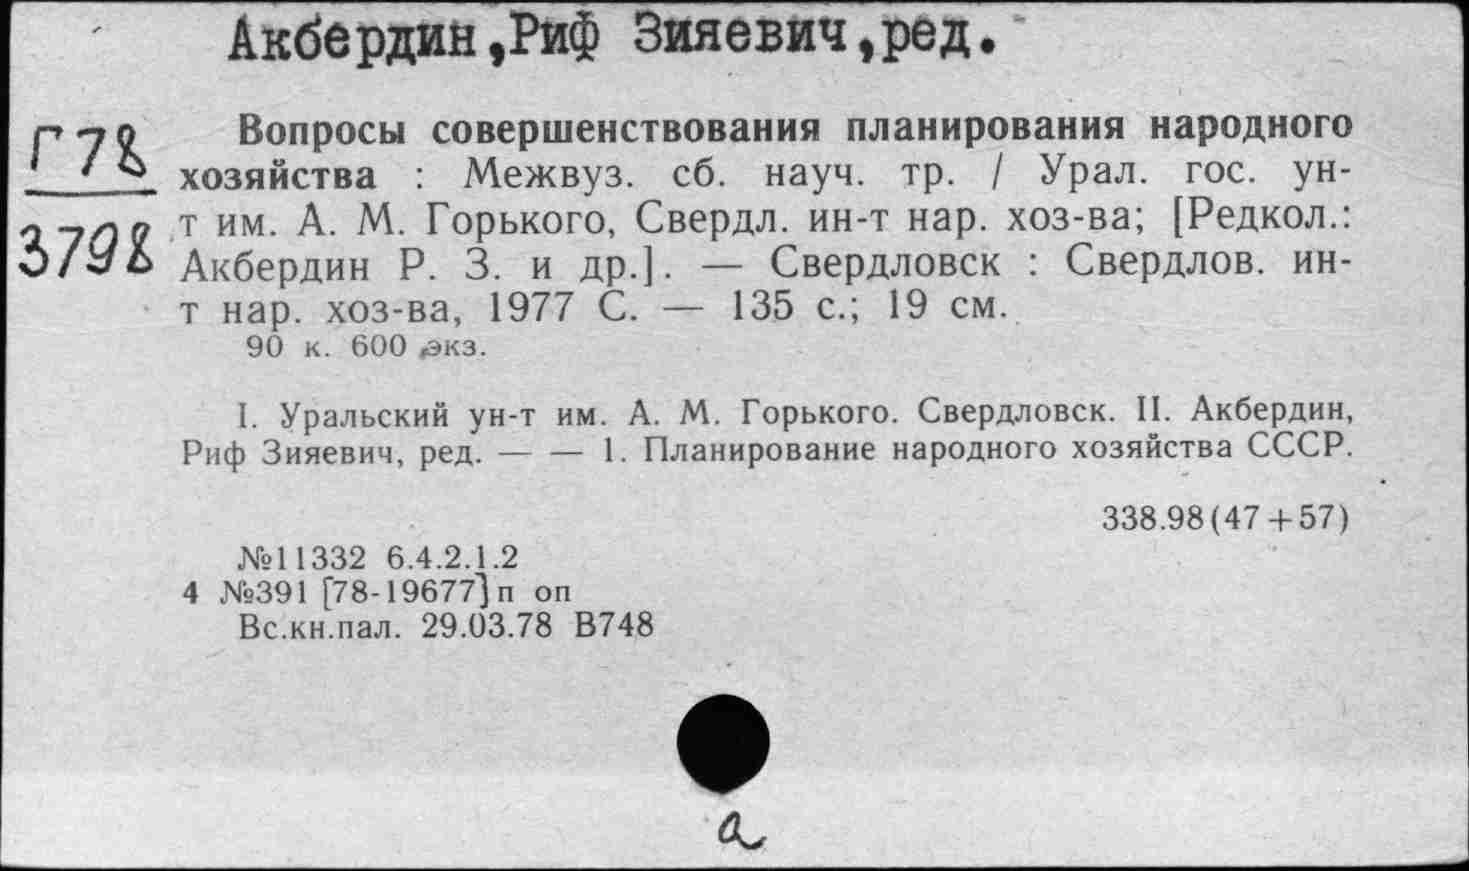 Акбердин,Риф Зияевич,ред.
Г78
3798
Вопросы совершенствования планирования народного
хозяйства : Межвуз. сб. науч. тр. / Урал. гос. ун-
т им. А. М. Горького, Свердл. ин-т нар. хоз-ва; [Редкол.:
Акбердин Р. З. и др.]. — Свердловск : Свердлов. ин-
т нар. хоз-ва, 1977 С. — 135 с.; 19 см.
90 к. 600 экз.
I. Уральский ун-т им. А. М. Горького. Свердловск. II. Акбердин,
Риф Зияевич, ред. — — 1. Планирование народного хозяйства СССР.
338.98(47+57)
№11332 6.4.2.1.2
4 №391 [78-19677]п оп
Вс.кн.пал. 29.03.78 В748
а